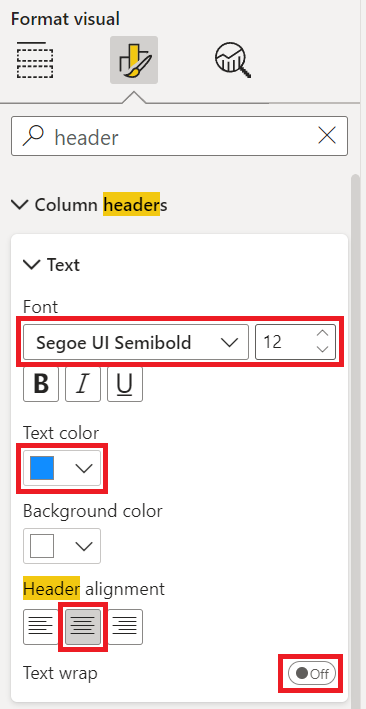 Format visual
header
Column headers
Text
Font
Segoe UI Semibold 12
B I U
Text color
Background color
Header alignment
Text wrap Off